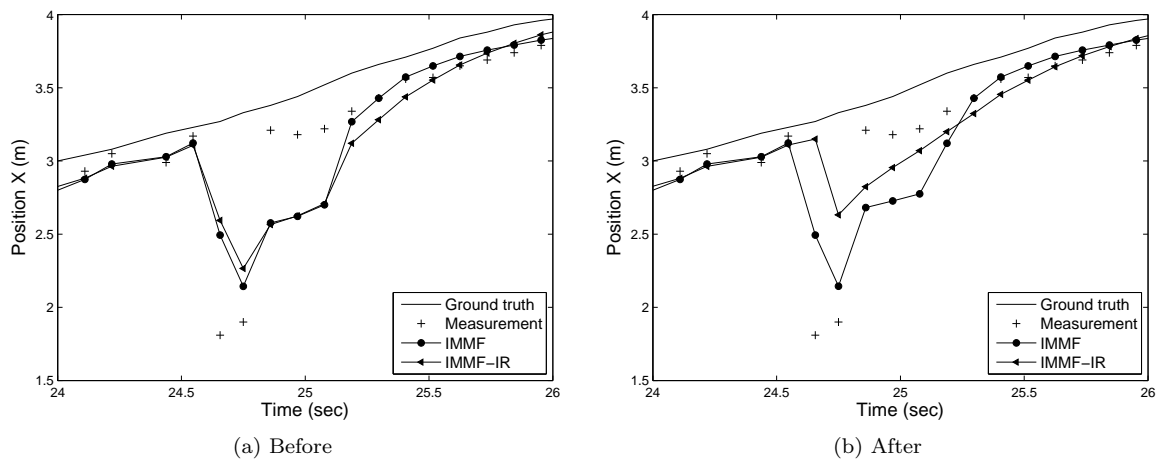 4
3.5
3
2.5
2
1.5
Position X (m)
24
24.5
25
25.5
26
Time (sec)
Ground truth
Measurement
IMMF
IMMF−IR
(a) Before
4
3.5
3
2.5
2
1.5
Position X (m)
24
24.5
25
25.5
26
Time (sec)
Ground truth
Measurement
IMMF
IMMF−IR
(b) After